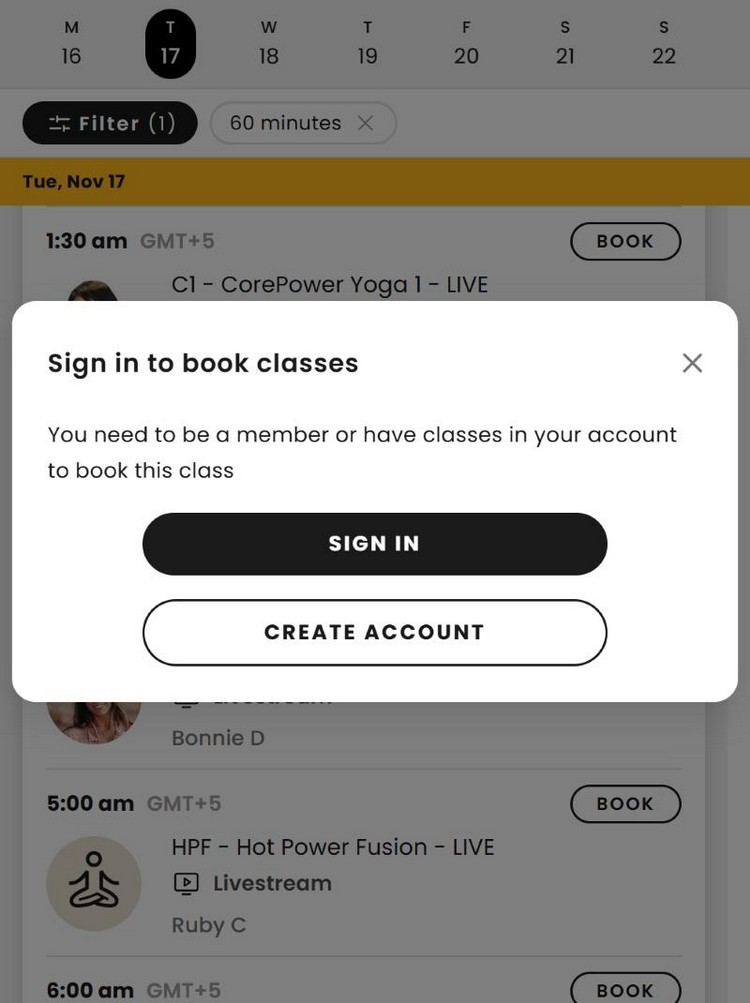 M T W T F S S
16 17 18 19 20 21 22
Filter (1) 60 minutes
Tue, Nov 17
1:30 am GMT+5 BOOK
C1 - CorePower Yoga 1 - LIVE
Sign in to book classes
You need to be a member or have classes in your account
to book this class
SIGN IN
CREATE ACCOUNT
Livestream
Bonnie D
5:00 am GMT+5 BOOK
HPF - Hot Power Fusion - LIVE
Livestream
Ruby C
6:00 am GMT+5 BOOK